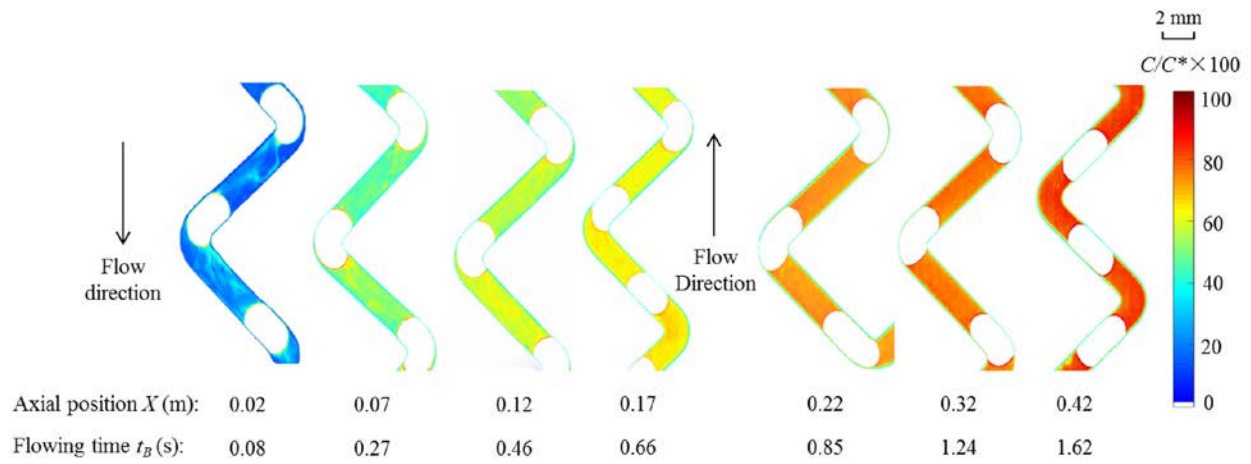 2 mm
C/C*×100
100
80
60
40
20
0
Flow
direction
Flow
Direction
Axial position X (m): 0.02 0.07 0.12 0.17 0.22 0.32 0.42
Flowing time t_B (s): 0.08 0.27 0.46 0.66 0.85 1.24 1.62